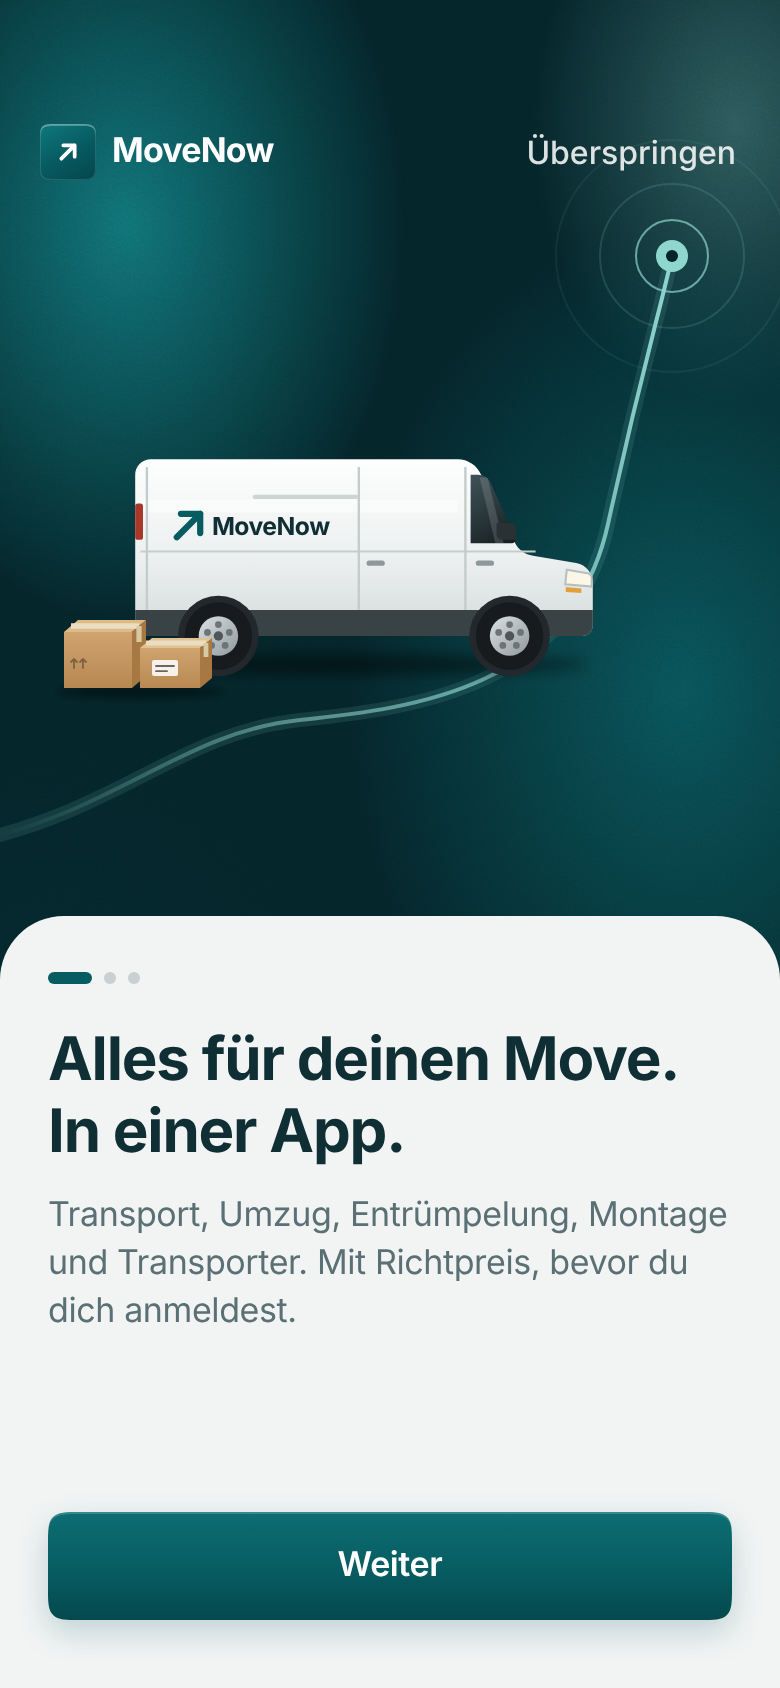 MoveNow
Überspringen
MoveNow
Alles für deinen Move.
In einer App.
Transport, Umzug, Entrümpelung, Montage
und Transporter. Mit Richtpreis, bevor du
dich anmeldest.
Weiter